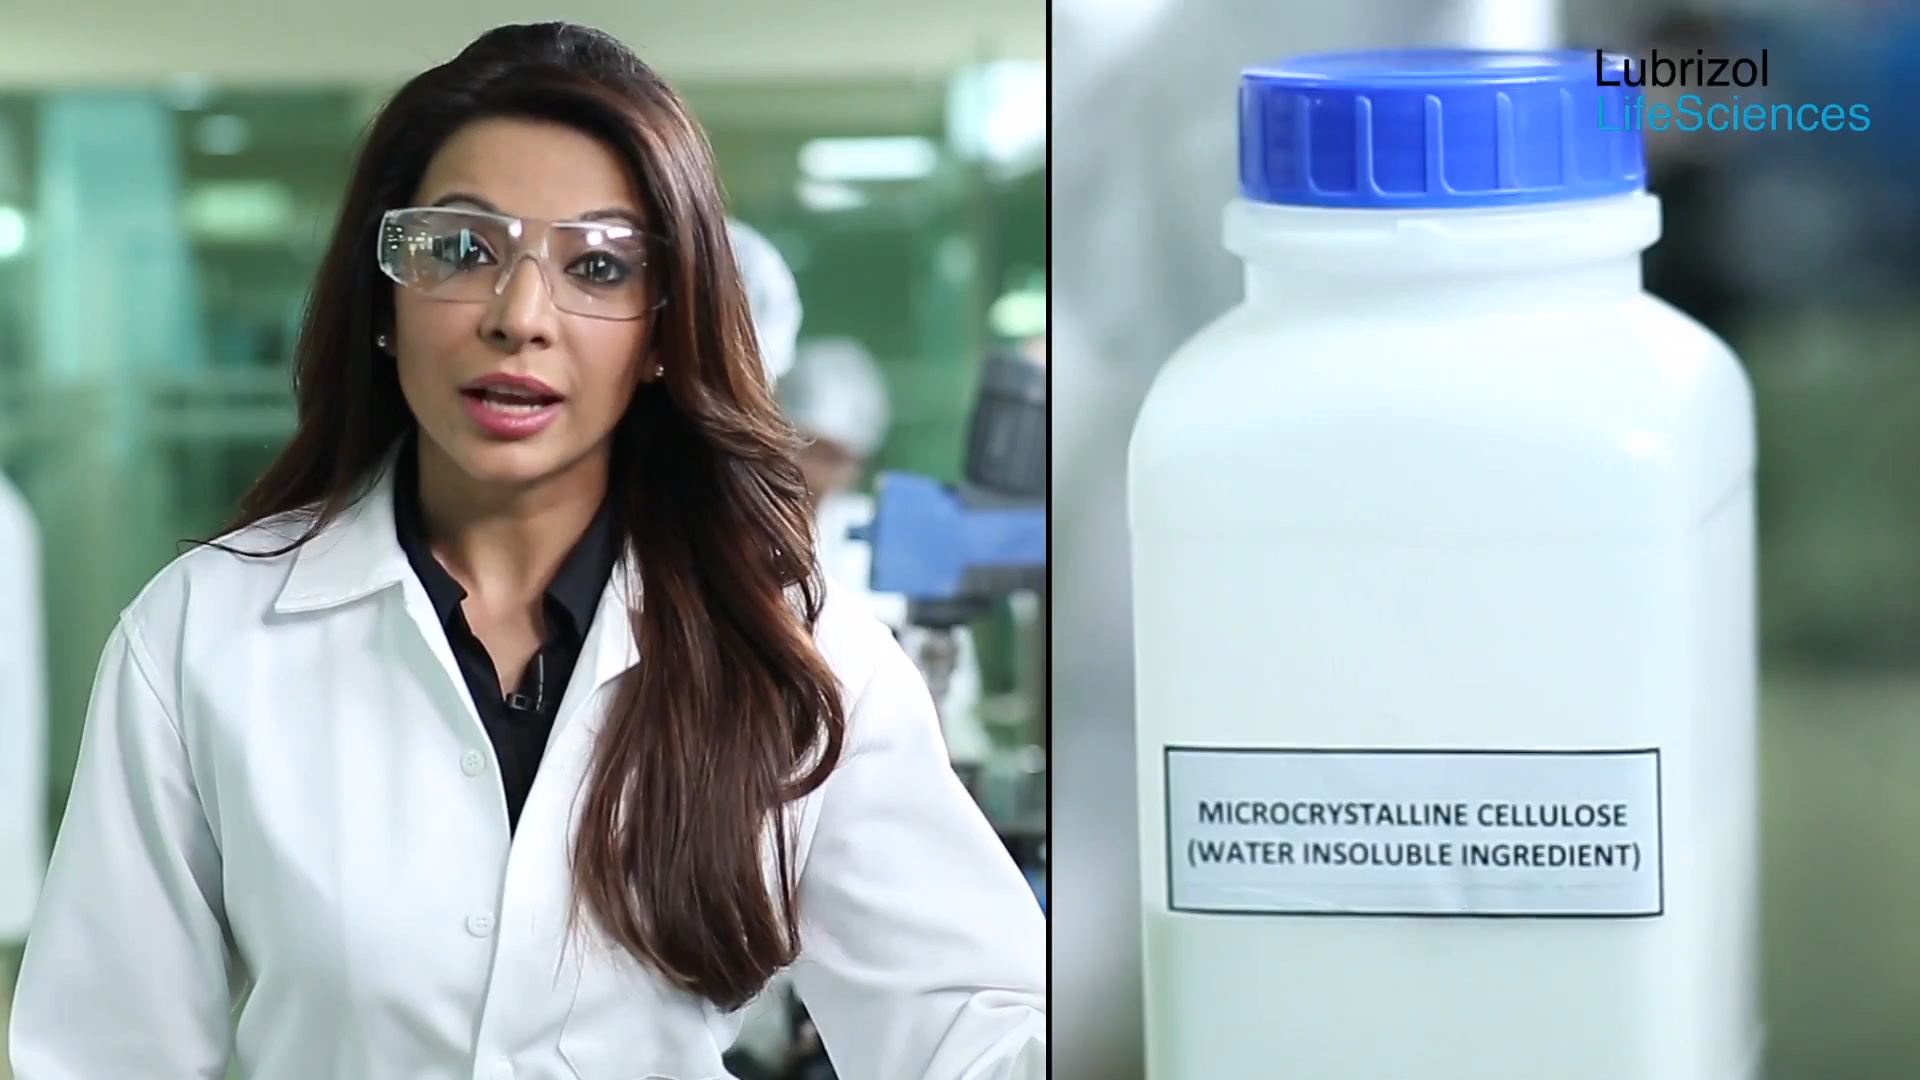 Lubrizol
LifeSciences
MICROCRYSTALLINE CELLULOSE
(WATER INSOLUBLE INGREDIENT)